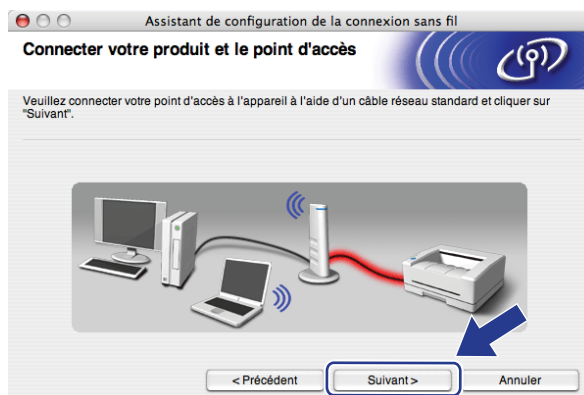 Assistant de configuration de la connexion sans fil
Connecter votre produit et le point d'accès
Veuillez connecter votre point d'accès à l'appareil à l'aide d'un câble réseau standard et cliquer sur
"Suivant".
< Précédent
Suivant >
Annuler